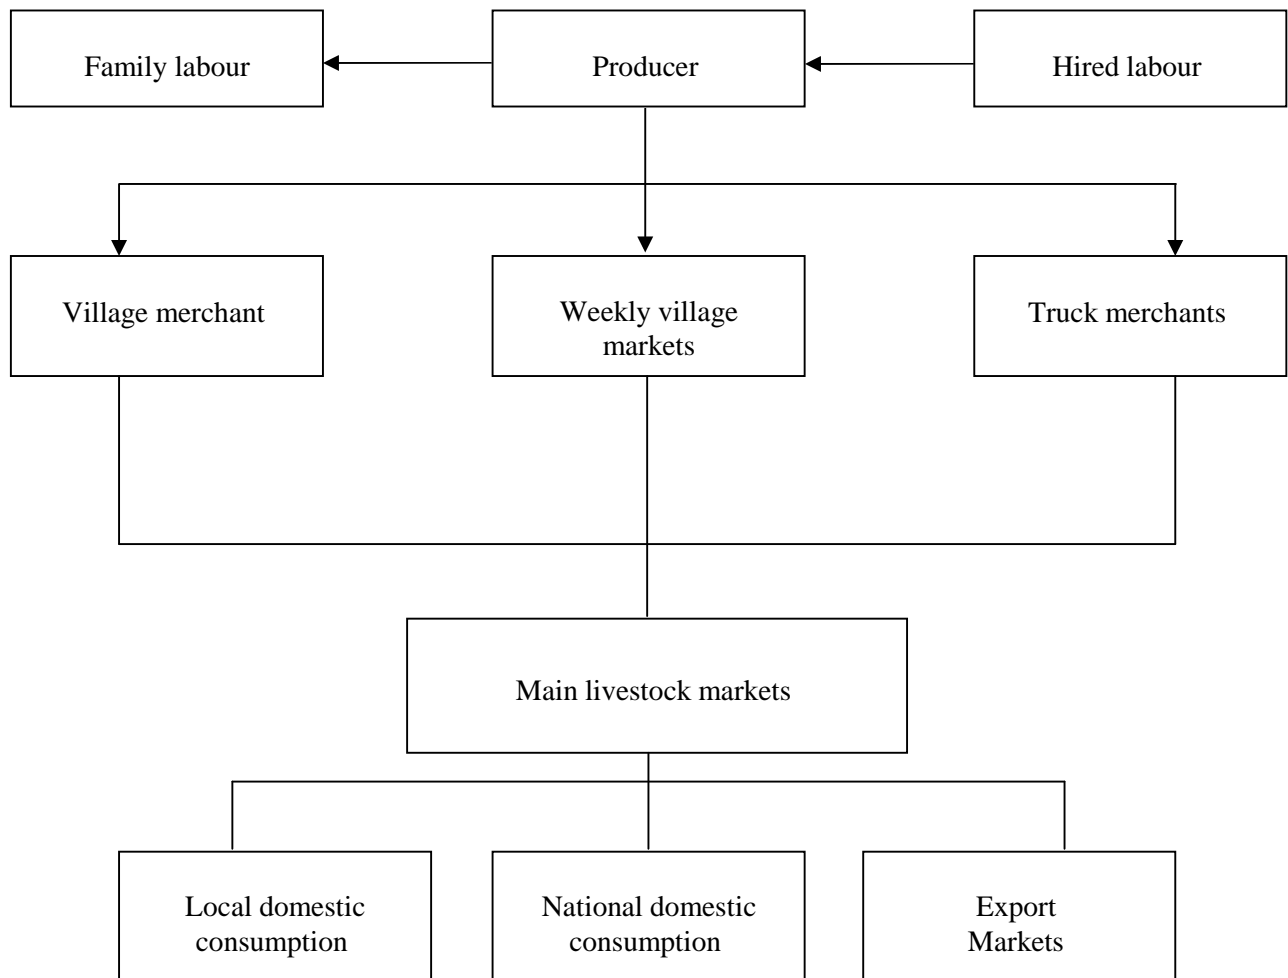 Family labour
Producer
Hired labour
Village merchant
Weekly village
markets
Truck merchants
Main livestock markets
Local domestic
consumption
National domestic
consumption
Export
Markets